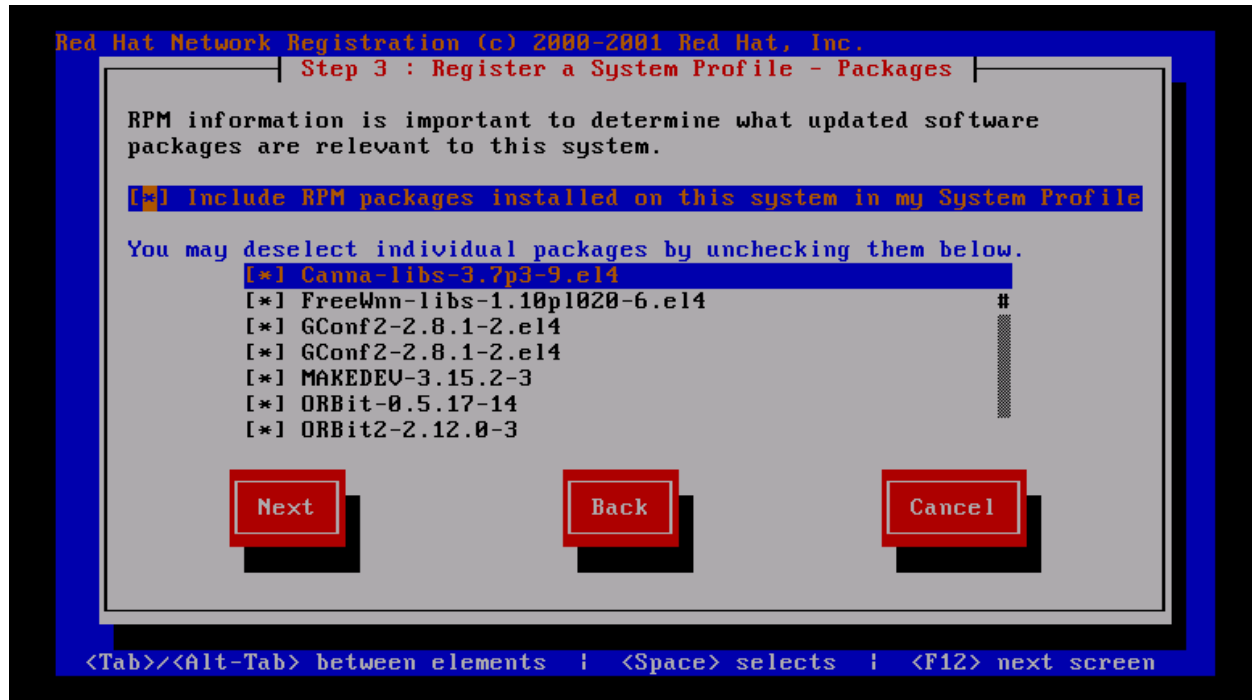 Red Hat Network Registration (c) 2000-2001 Red Hat, Inc.
Step 3 : Register a System Profile - Packages
RPM information is important to determine what updated software
packages are relevant to this system.
[*] Include RPM packages installed on this system in my System Profile
You may deselect individual packages by unchecking them below.
[*] Canna-libs-3.7p3-9.el4
[*] FreeWnn-libs-1.10pl020-6.el4 #
[*] GConf2-2.8.1-2.el4
[*] GConf2-2.8.1-2.el4
[*] MAKEDEV-3.15.2-3
[*] ORBit-0.5.17-14
[*] ORBit2-2.12.0-3
Next Back Cancel
<Tab>/<Alt-Tab> between elements | <Space> selects | <F12> next screen